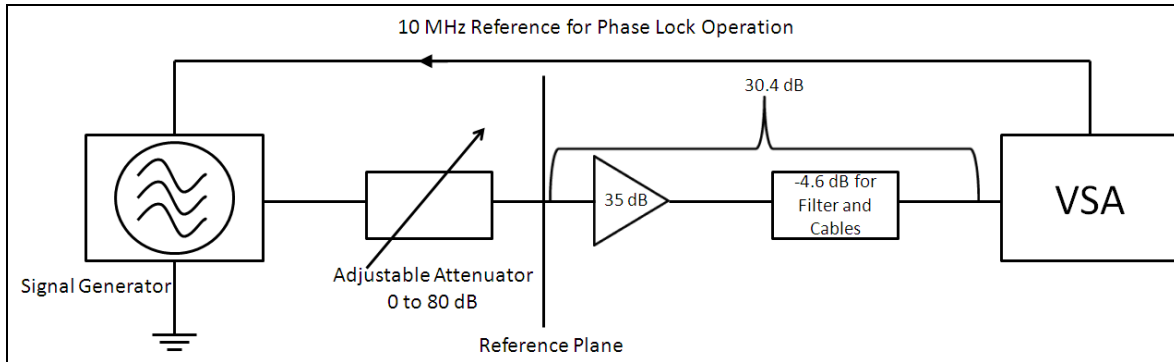 10 MHz Reference for Phase Lock Operation
30.4 dB
35 dB
-4.6 dB for
Filter and
Cables
VSA
Signal Generator
Adjustable Attenuator
0 to 80 dB
Reference Plane